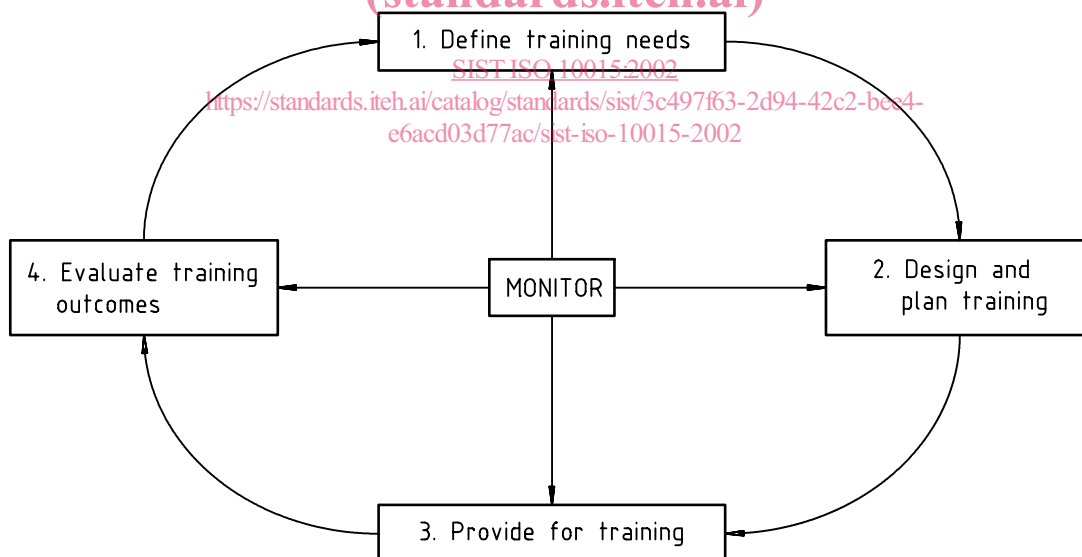 (standards.iteh.ai)
1. Define training needs
SIST ISO 10015:2002
https://standards.iteh.ai/catalog/standards/sist/3c497f63-2d94-42c2-bee4-
e6acd03d77ac/sist-iso-10015-2002
4. Evaluate training
outcomes
MONITOR
2. Design and
plan training
3. Provide for training